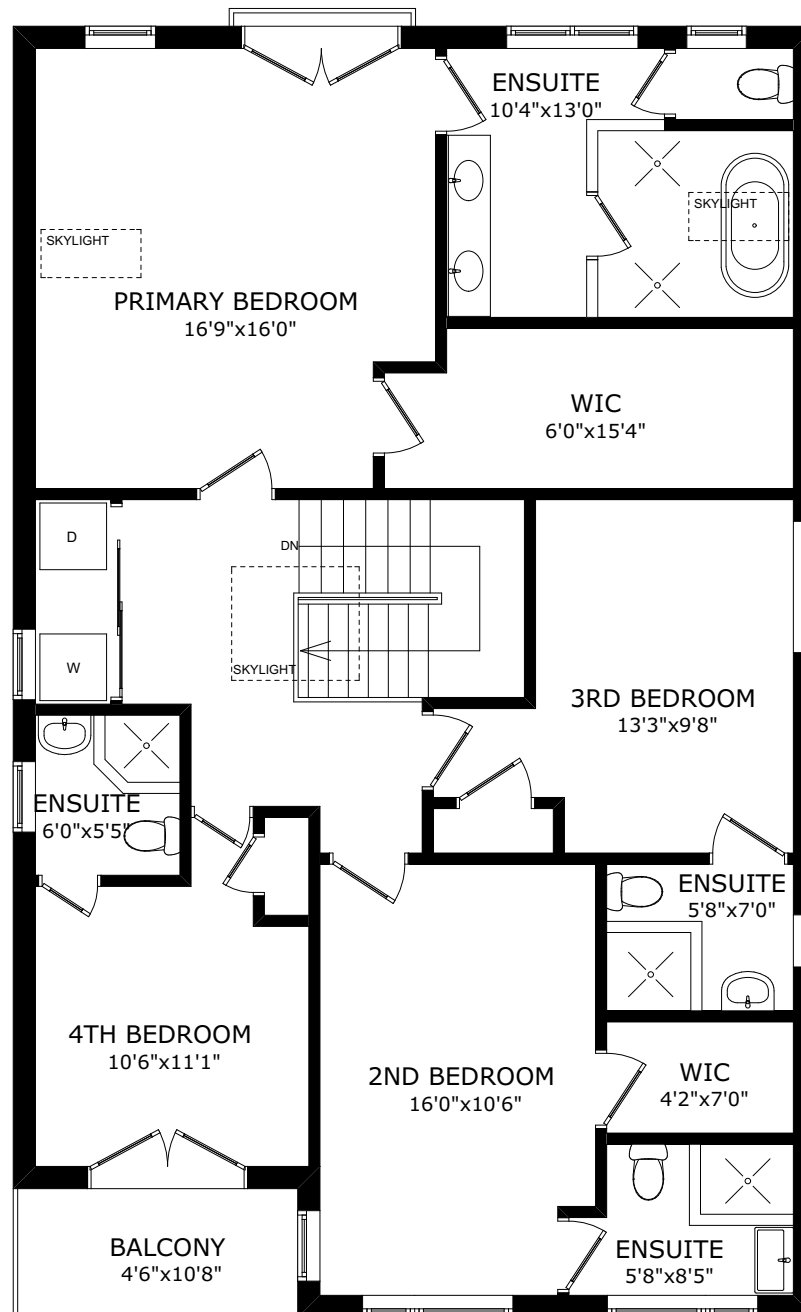 ENSUITE
10'4"x13'0"
SKYLIGHT
SKYLIGHT
PRIMARY BEDROOM
16'9"x16'0"
WIC
6'0"x15'4"
D
DN
W
SKYLIGHT
3RD BEDROOM
13'3"x9'8"
ENSUITE
6'0"x5'5"
ENSUITE
5'8"x7'0"
4TH BEDROOM
10'6"x11'1"
2ND BEDROOM
16'0"x10'6"
WIC
4'2"x7'0"
BALCONY
4'6"x10'8"
ENSUITE
5'8"x8'5"